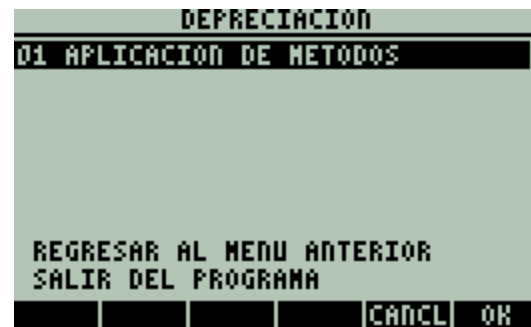 DEPRECIACION
01 APLICACION DE METODOS
REGRESAR AL MENU ANTERIOR
SALIR DEL PROGRAMA
CANCL OK